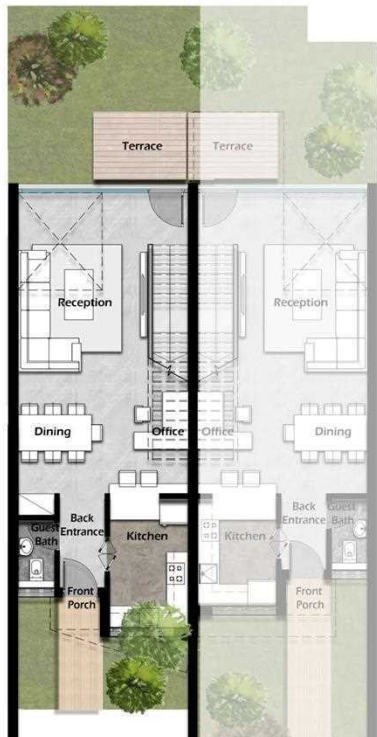 Terrace
Terrace
Reception
Reception
Dining
Office
Office
Dining
Guest
Bath
Back
Entrance
Kitchen
Kitchen
Back
Entrance
Guest
Bath
Front
Porch
Front
Porch